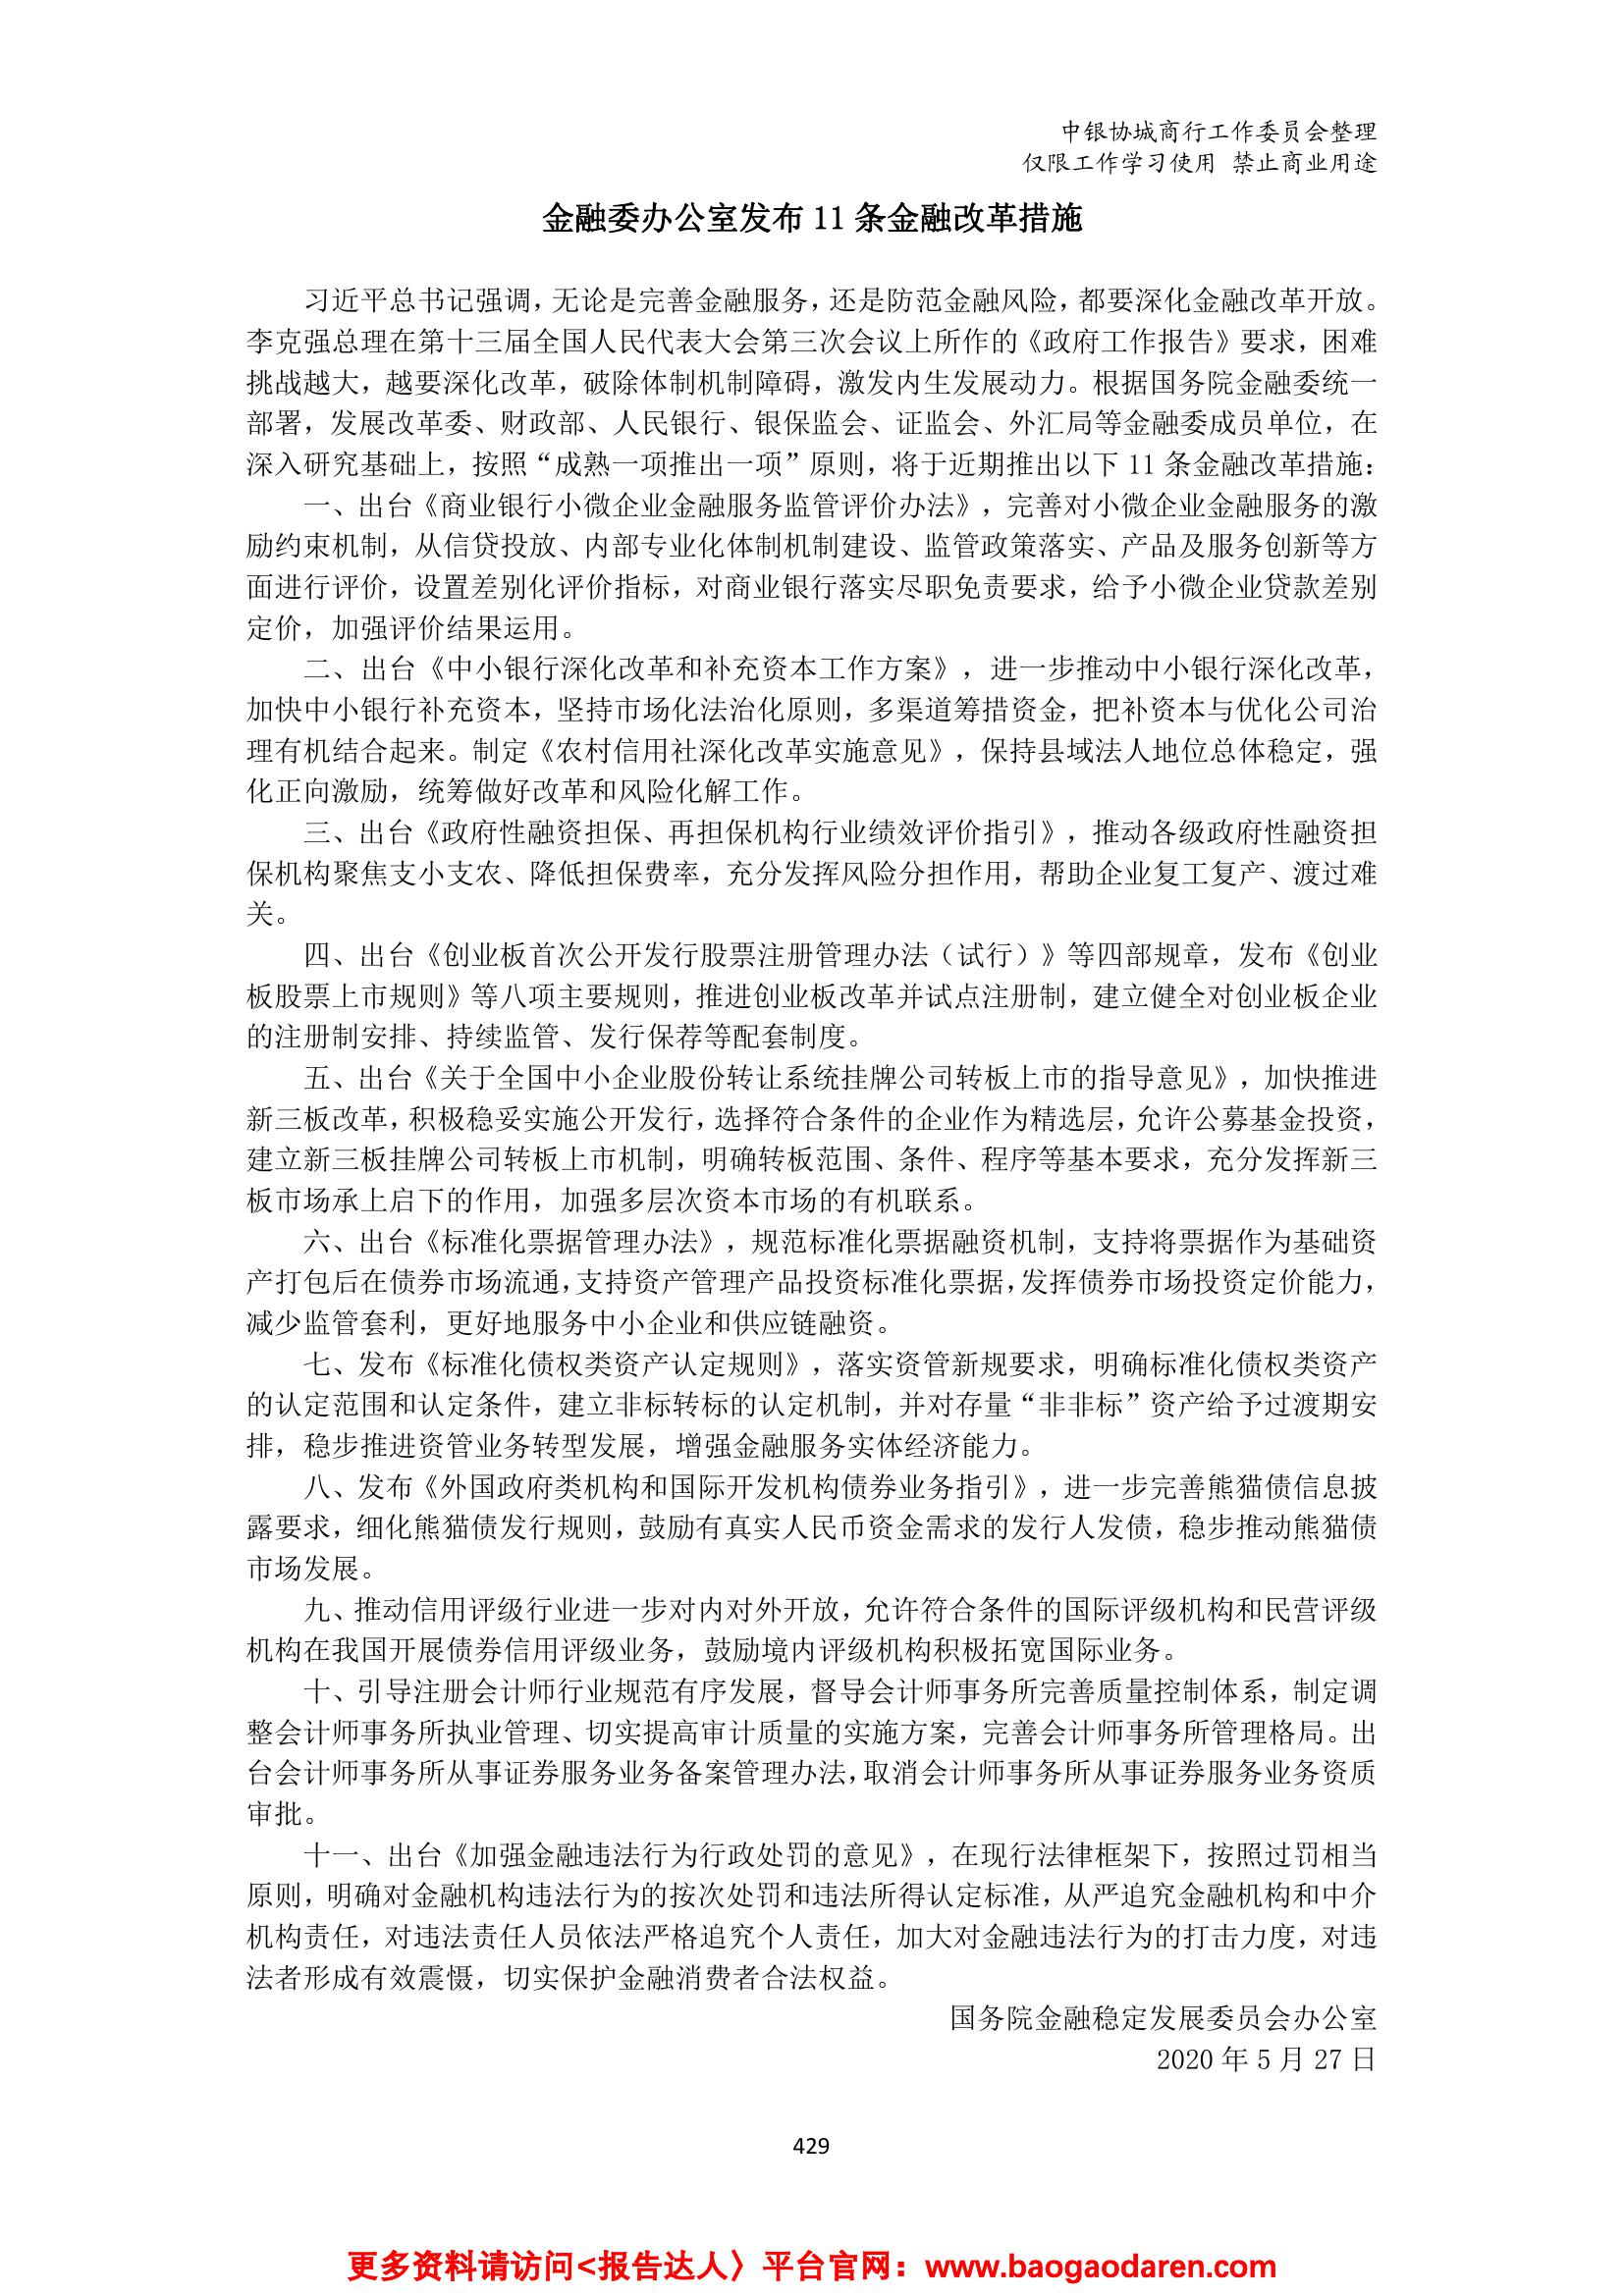 中银协城商行工作委员会整理
仅限工作学习使用 禁止商业用途
金融委办公室发布 11 条金融改革措施
习近平总书记强调，无论是完善金融服务，还是防范金融风险，都要深化金融改革开放。
李克强总理在第十三届全国人民代表大会第三次会议上所作的《政府工作报告》要求，困难
挑战越大，越要深化改革，破除体制机制障碍，激发内生发展动力。根据国务院金融委统一
部署，发展改革委、财政部、人民银行、银保监会、证监会、外汇局等金融委成员单位，在
深入研究基础上，按照“成熟一项推出一项”原则，将于近期推出以下 11 条金融改革措施：
一、出台《商业银行小微企业金融服务监管评价办法》，完善对小微企业金融服务的激
励约束机制，从信贷投放、内部专业化体制机制建设、监管政策落实、产品及服务创新等方
面进行评价，设置差别化评价指标，对商业银行落实尽职免责要求，给予小微企业贷款差别
定价，加强评价结果运用。
二、出台《中小银行深化改革和补充资本工作方案》，进一步推动中小银行深化改革，
加快中小银行补充资本，坚持市场化法治化原则，多渠道筹措资金，把补资本与优化公司治
理有机结合起来。制定《农村信用社深化改革实施意见》，保持县域法人地位总体稳定，强
化正向激励，统筹做好改革和风险化解工作。
三、出台《政府性融资担保、再担保机构行业绩效评价指引》，推动各级政府性融资担
保机构聚焦支小支农、降低担保费率，充分发挥风险分担作用，帮助企业复工复产、渡过难
关。
四、出台《创业板首次公开发行股票注册管理办法（试行）》等四部规章，发布《创业
板股票上市规则》等八项主要规则，推进创业板改革并试点注册制，建立健全对创业板企业
的注册制安排、持续监管、发行保荐等配套制度。
五、出台《关于全国中小企业股份转让系统挂牌公司转板上市的指导意见》，加快推进
新三板改革，积极稳妥实施公开发行，选择符合条件的企业作为精选层，允许公募基金投资，
建立新三板挂牌公司转板上市机制，明确转板范围、条件、程序等基本要求，充分发挥新三
板市场承上启下的作用，加强多层次资本市场的有机联系。
六、出台《标准化票据管理办法》，规范标准化票据融资机制，支持将票据作为基础资
产打包后在债券市场流通，支持资产管理产品投资标准化票据，发挥债券市场投资定价能力，
减少监管套利，更好地服务中小企业和供应链融资。
七、发布《标准化债权类资产认定规则》，落实资管新规要求，明确标准化债权类资产
的认定范围和认定条件，建立非标转标的认定机制，并对存量“非非标”资产给予过渡期安
排，稳步推进资管业务转型发展，增强金融服务实体经济能力。
八、发布《外国政府类机构和国际开发机构债券业务指引》，进一步完善熊猫债信息披
露要求，细化熊猫债发行规则，鼓励有真实人民币资金需求的发行人发债，稳步推动熊猫债
市场发展。
九、推动信用评级行业进一步对内对外开放，允许符合条件的国际评级机构和民营评级
机构在我国开展债券信用评级业务，鼓励境内评级机构积极拓宽国际业务。
十、引导注册会计师行业规范有序发展，督导会计师事务所完善质量控制体系，制定调
整会计师事务所执业管理、切实提高审计质量的实施方案，完善会计师事务所管理格局。出
台会计师事务所从事证券服务业务备案管理办法，取消会计师事务所从事证券服务业务资质
审批。
十一、出台《加强金融违法行为行政处罚的意见》，在现行法律框架下，按照过罚相当
原则，明确对金融机构违法行为的按次处罚和违法所得认定标准，从严追究金融机构和中介
机构责任，对违法责任人员依法严格追究个人责任，加大对金融违法行为的打击力度，对违
法者形成有效震慑，切实保护金融消费者合法权益。
国务院金融稳定发展委员会办公室
2020 年 5 月 27 日
429
更多资料请访问<报告达人〉平台官网：www.baogaodaren.com